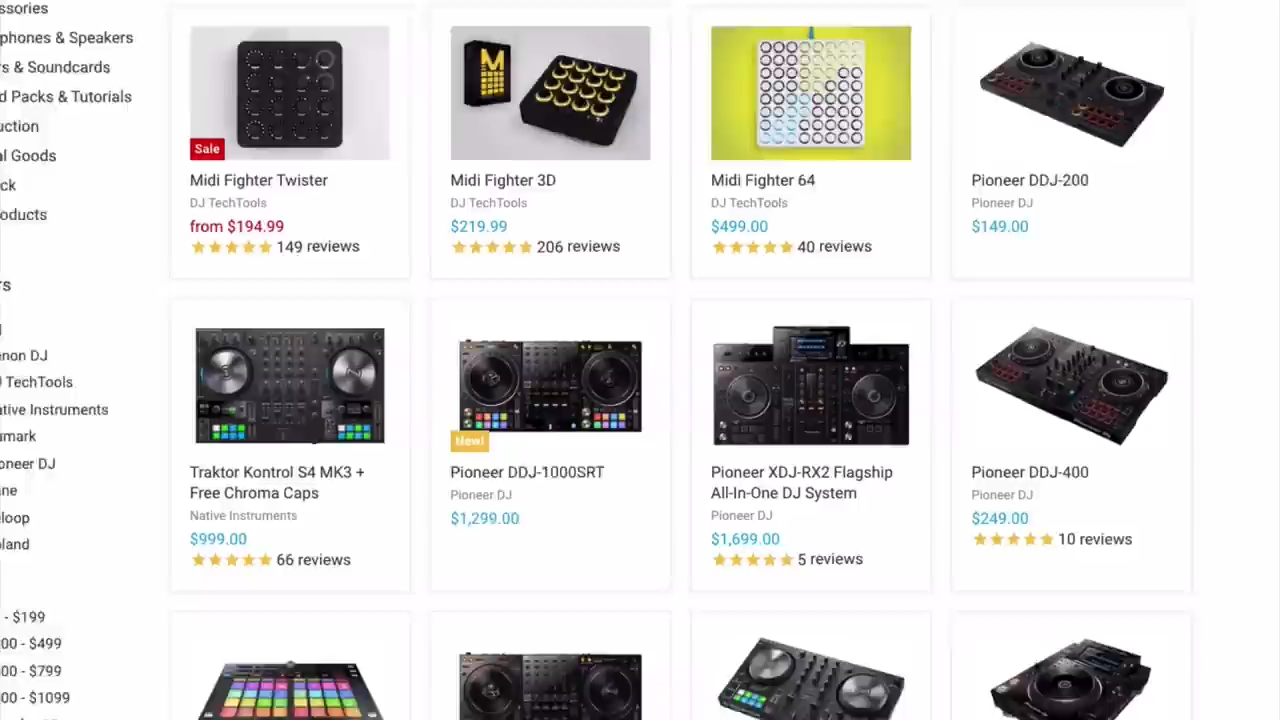 ssories
phones & Speakers
rs & Soundcards
d Packs & Tutorials
uction
al Goods
ck
oducts
rs
enon DJ
J TechTools
ative Instruments
umark
oneer DJ
ne
eloop
oland
- $199
00 - $499
00 - $799
00 - $1099
Sale
Midi Fighter Twister
DJ TechTools
from $194.99
149 reviews
M
Midi Fighter 3D
DJ TechTools
$219.99
206 reviews
Midi Fighter 64
DJ TechTools
$499.00
40 reviews
Pioneer DDJ-200
Pioneer DJ
$149.00
Traktor Kontrol S4 MK3 +
Free Chroma Caps
Native Instruments
$999.00
66 reviews
New!
Pioneer DDJ-1000SRT
Pioneer DJ
$1,299.00
Pioneer XDJ-RX2 Flagship
All-In-One DJ System
Pioneer DJ
$1,699.00
5 reviews
Pioneer DDJ-400
Pioneer DJ
$249.00
10 reviews